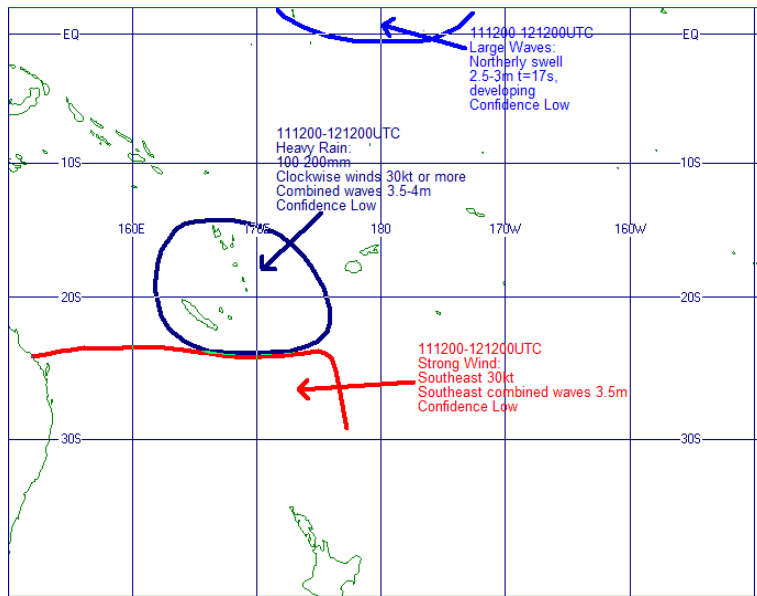 EQ
EQ
111200-121200UTC
Large Waves:
Northerly swell
2.5-3m t=17s,
developing
Confidence Low
111200-121200UTC
Heavy Rain:
100 200mm
Clockwise winds 30kt or more
Combined waves 3.5-4m
Confidence Low
10S
10S
160E
170E
180
170W
160W
20S
20S
111200-121200UTC
Strong Wind:
Southeast 30kt
Southeast combined waves 3.5m
Confidence Low
30S
30S